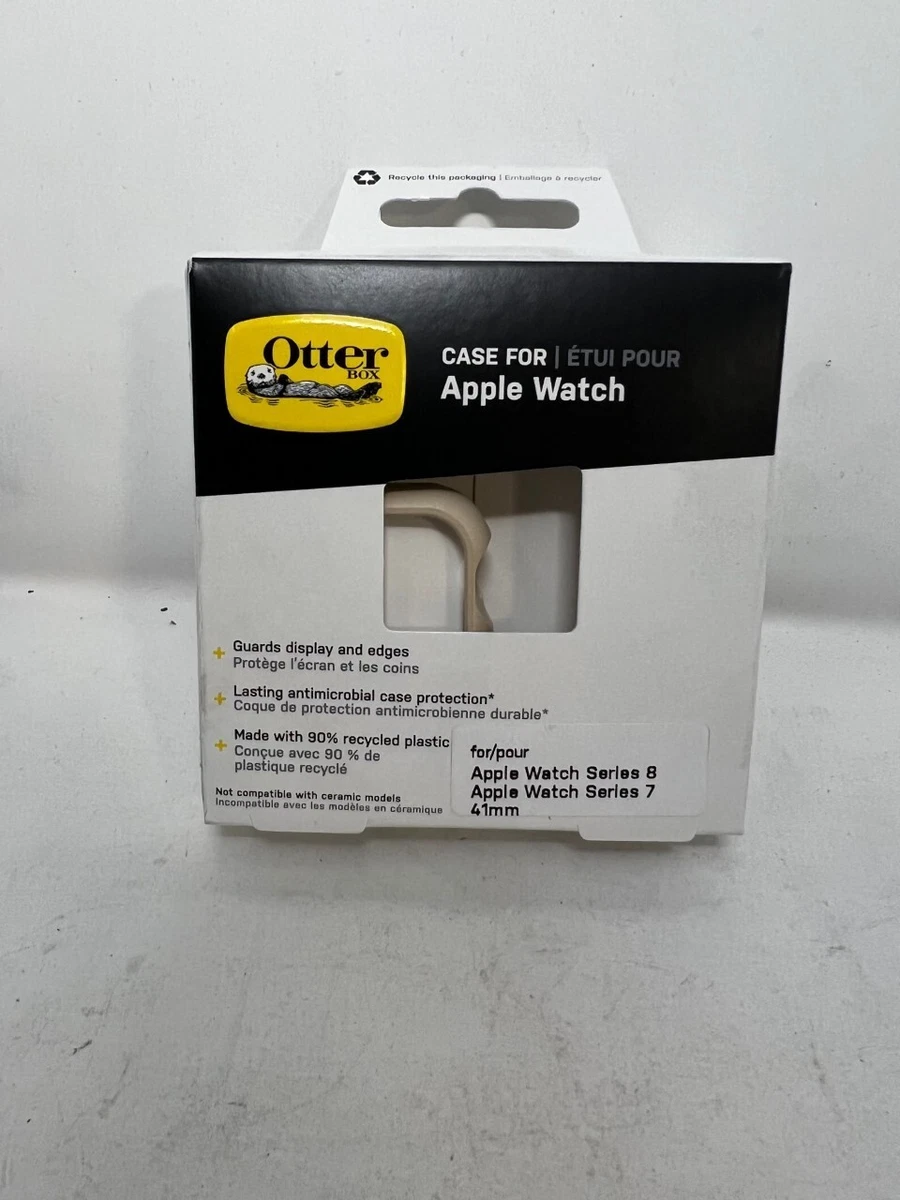 Recycle this packaging | Emballage à recycler
Otter
BOX
CASE FOR | ÉTUI POUR
Apple Watch
Guards display and edges
Protège l'écran et les coins
Lasting antimicrobial case protection*
Coque de protection antimicrobienne durable*
Made with 90% recycled plastic
Conçue avec 90 % de
plastique recyclé
Not compatible with ceramic models
Incompatible avec les modèles en céramique
for/pour
Apple Watch Series 8
Apple Watch Series 7
41mm